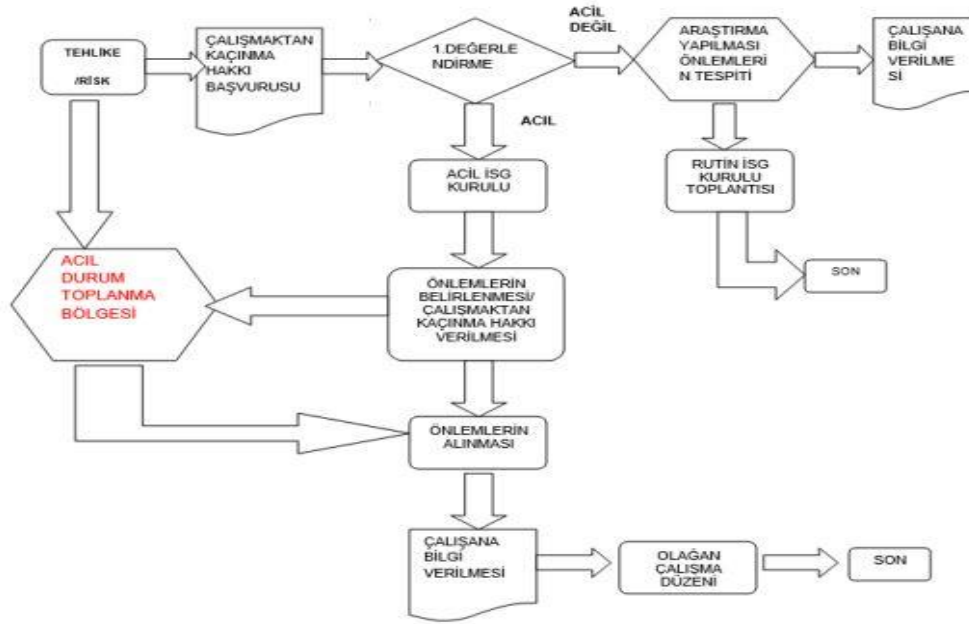 TEHLİKE
/RİSK
ÇALIŞMAKTAN
KAÇINMA
HAKKI
BAŞVURUSU
1.DEĞERLE
NDİRME
ACİL
DEĞİL
ARAŞTIRMA
YAPILMASI
ÖNLEMLERİ
N TESPİTİ
ÇALIŞANA
BİLGİ
VERİLME
Sİ
ACIL
ACİL İSG
KURULU
RUTİN İSG
KURULU
TOPLANTISI
SON
ACIL
DURUM
TOPLANMA
BÖLGESİ
ÖNLEMLERİN
BELİRLENMESİ/
ÇALIŞMAKTAN
KAÇINMA HAKKI
VERİLMESİ
ÖNLEMLERİN
ALINMASI
ÇALIŞANA
BİLGİ
VERİLMESİ
OLAĞAN
ÇALIŞMA
DÜZENİ
SON